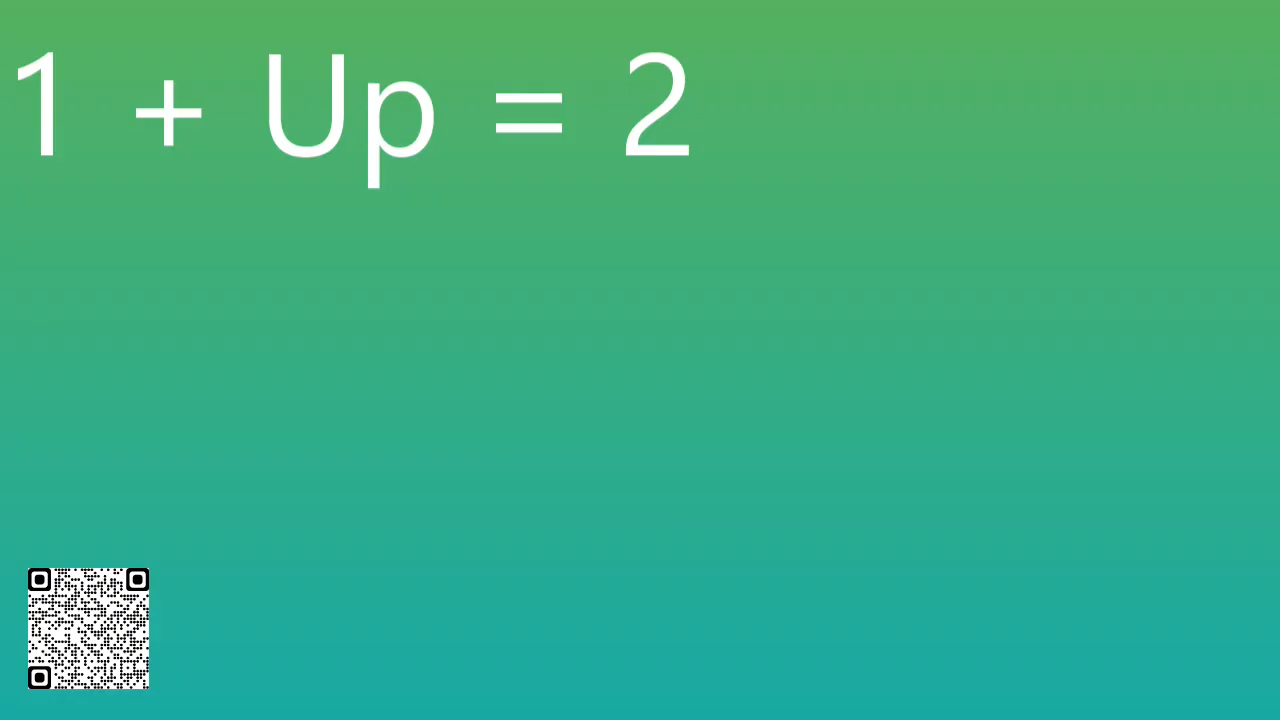 1 + Up = 2